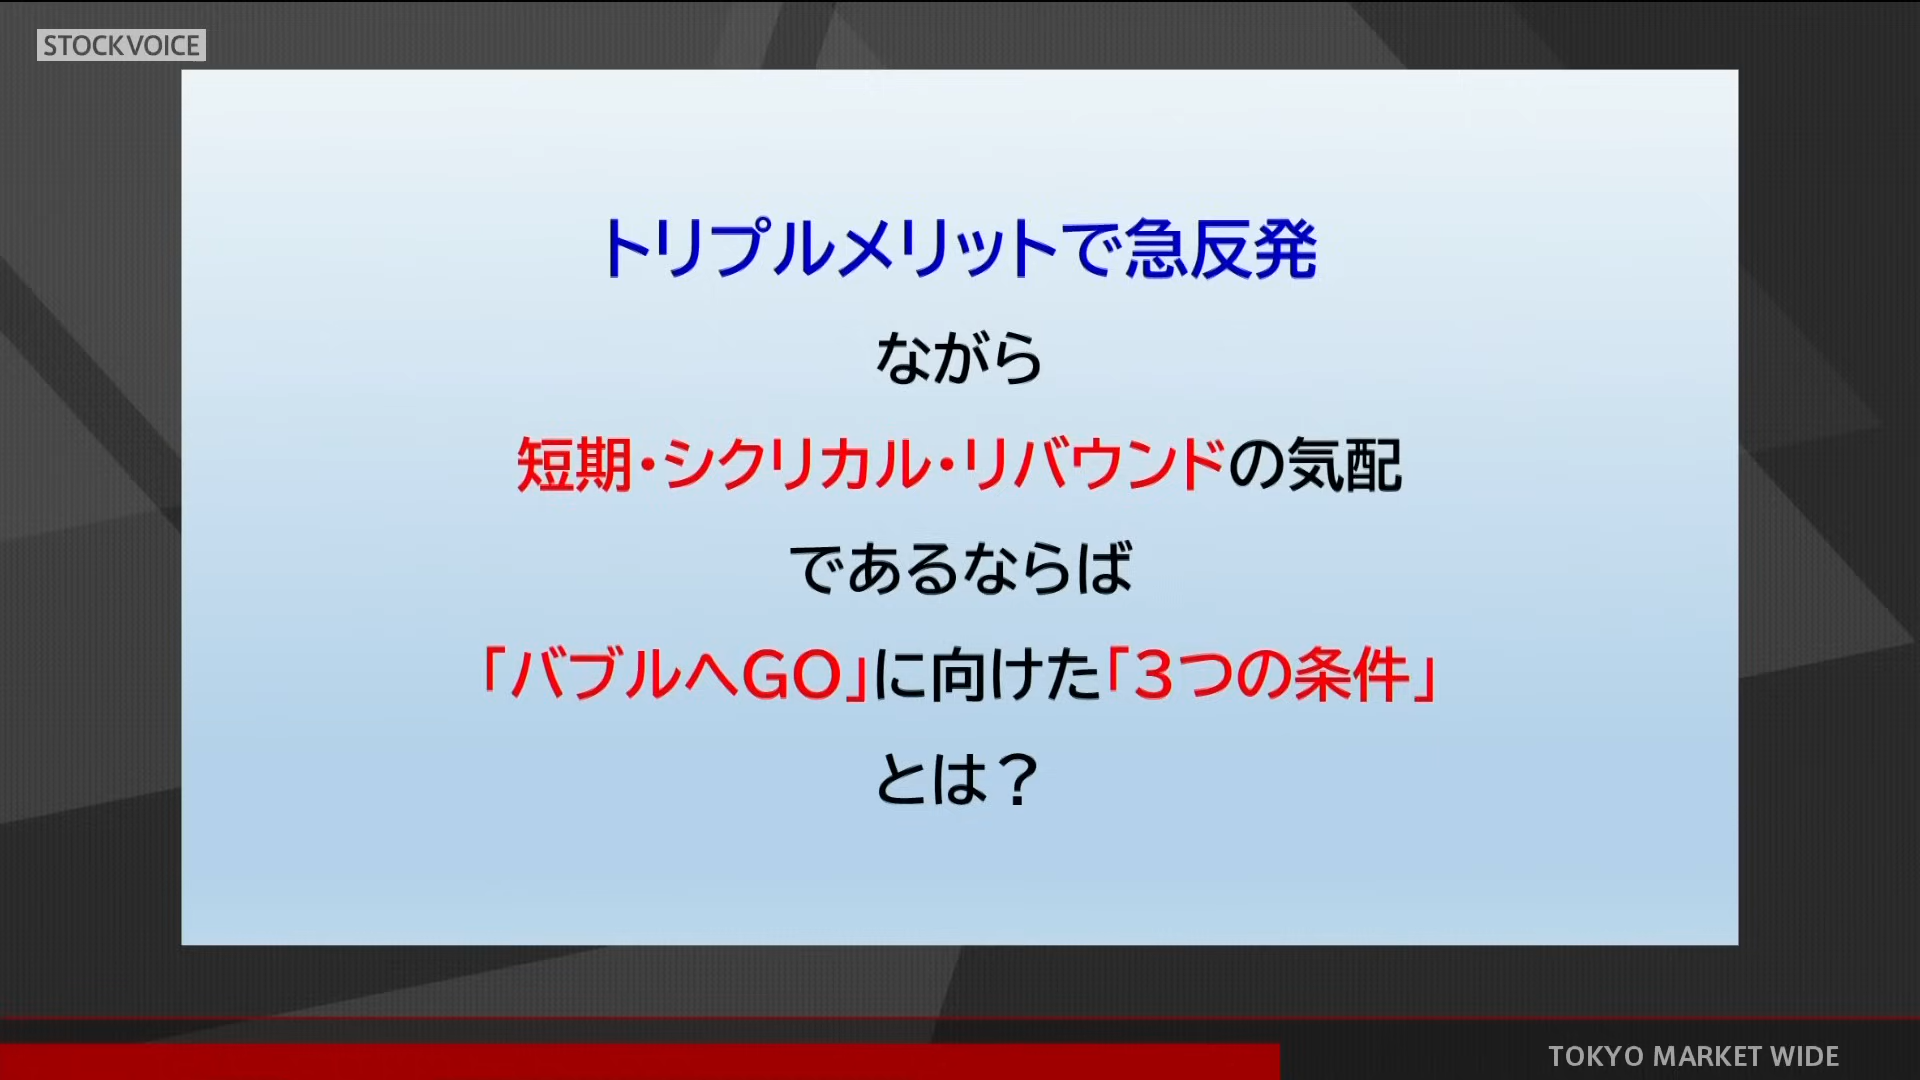 STOCKVOICE
トリプルメリットで急反発
ながら
短期・シクリカル・リバウンドの気配
であるならば
｢バブルへGO｣に向けた｢３つの条件｣
とは？
TOKYO MARKET WIDE